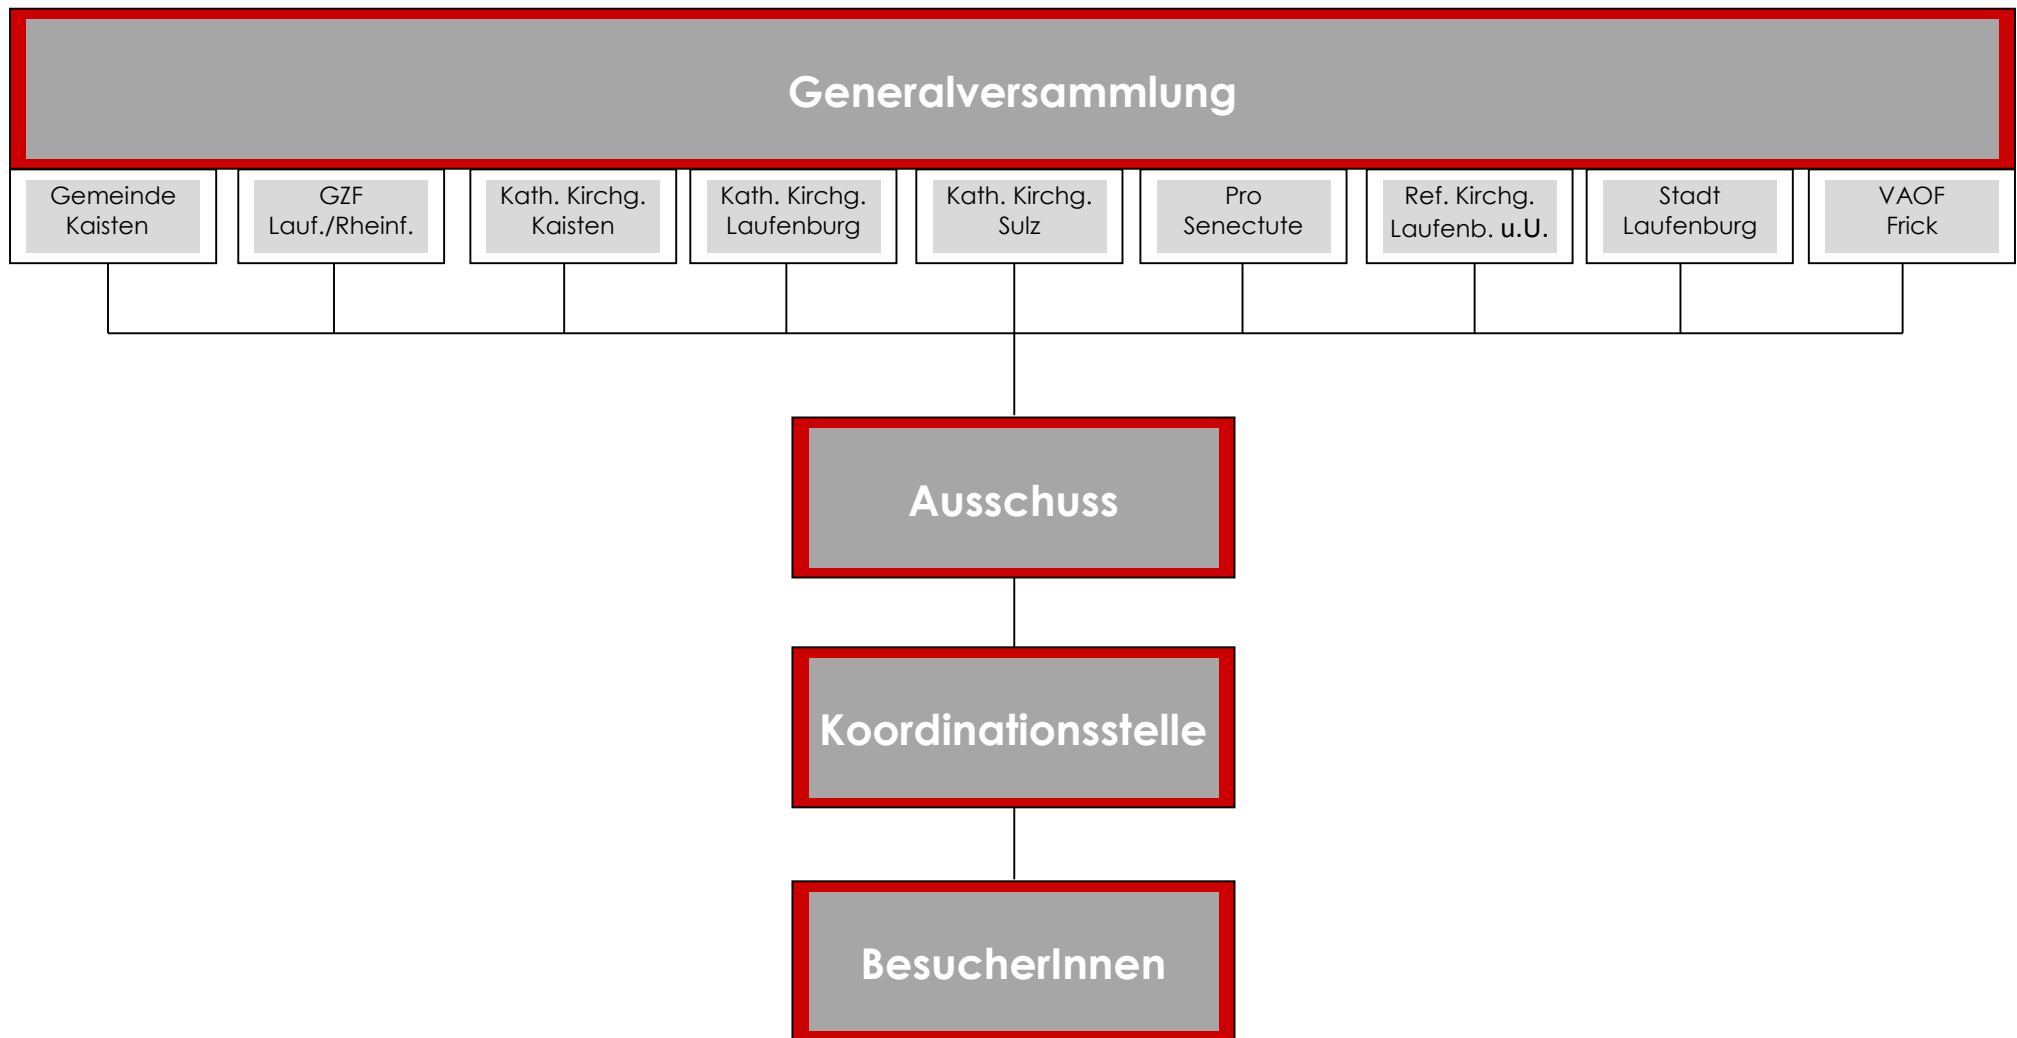 Generalversammlung
Gemeinde
Kaisten
GZF
Lauf./Rheinf.
Kath. Kirchg.
Kaisten
Kath. Kirchg.
Laufenburg
Kath. Kirchg.
Sulz
Pro
Senectute
Ref. Kirchg.
Laufenb. u.U.
Stadt
Laufenburg
VAOF
Frick
Ausschuss
Koordinationsstelle
BesucherInnen